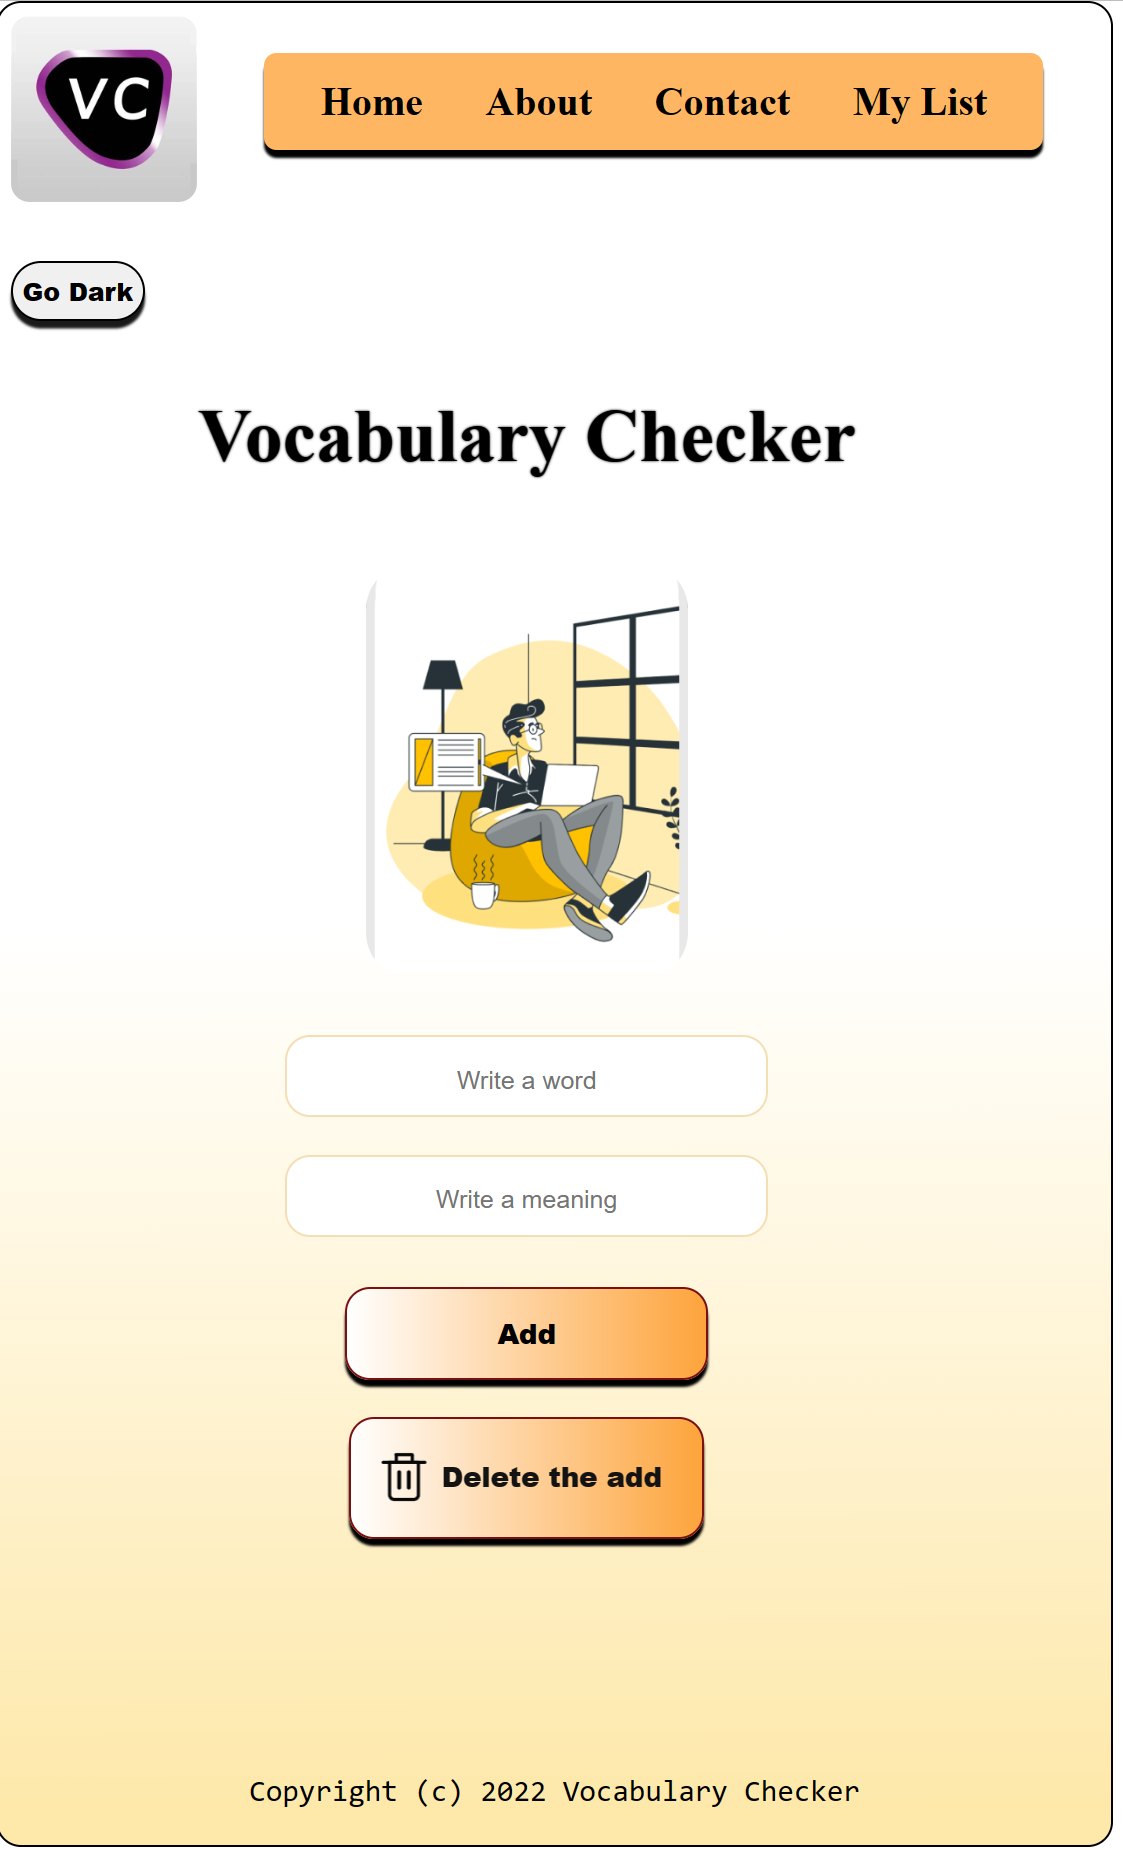 VC
Home About Contact My List
Go Dark
Vocabulary Checker
Write a word
Write a meaning
Add
Delete the add
Copyright (c) 2022 Vocabulary Checker